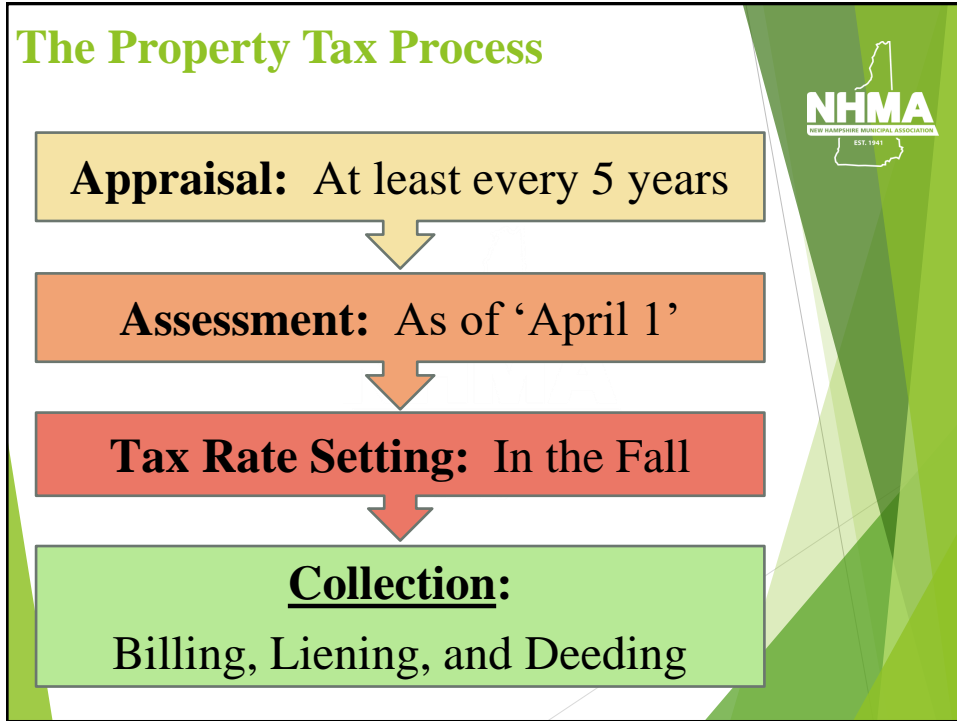 The Property Tax Process
NHMA
NEW HAMPSHIRE MUNICIPAL ASSOCIATION
EST. 1941
Appraisal: At least every 5 years
Assessment: As of ‘April 1’
Tax Rate Setting: In the Fall
Collection:
Billing, Liening, and Deeding